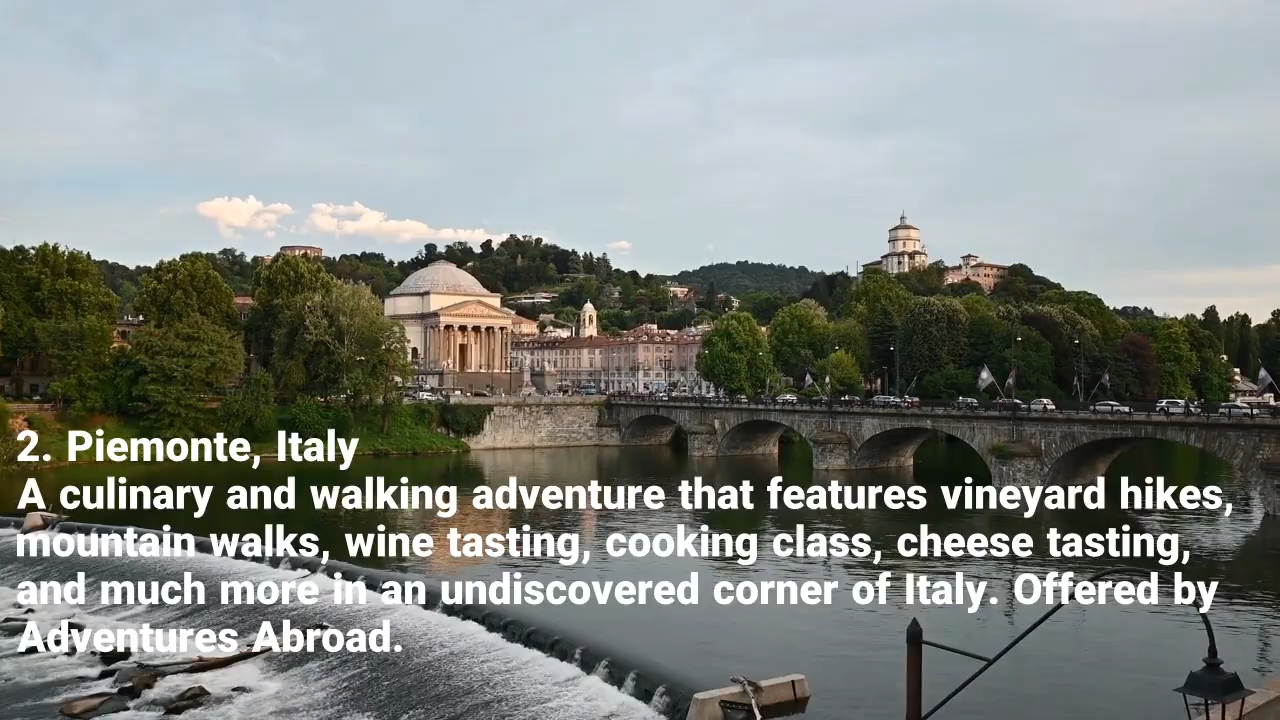 2. Piemonte, Italy
A culinary and walking adventure that features vineyard hikes,
mountain walks, wine tasting, cooking class, cheese tasting,
and much more in an undiscovered corner of Italy. Offered by
Adventures Abroad.